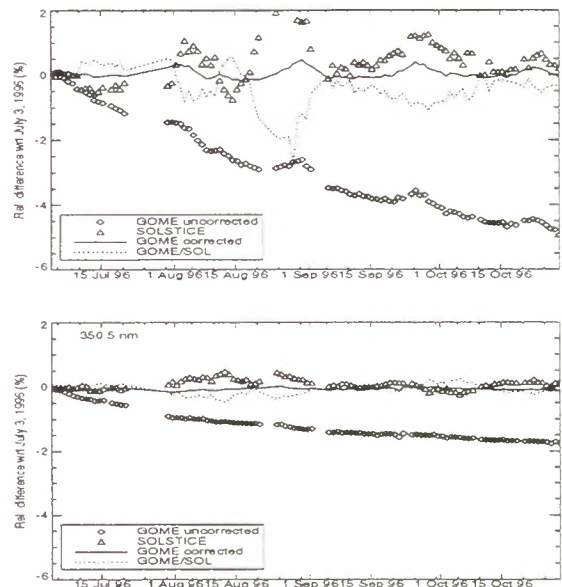 Rel difference wrt July 3, 1996 (%)
2
0
-2
-4
-6
GOME uncorrected
SOLSTICE
GOME corrected
GOME/SOL
15 Jul 96 1 Aug 96 15 Aug 96 1 Sep 96 15 Sep 96 1 Oct 96 15 Oct 96
Rel difference wrt July 3, 1996 (%)
2
0
-2
-4
-6
350.5 nm
GOME uncorrected
SOLSTICE
GOME corrected
GOME/SOL
15 Jul 96 1 Aug 96 15 Aug 96 1 Sep 96 15 Sep 96 1 Oct 96 15 Oct 96